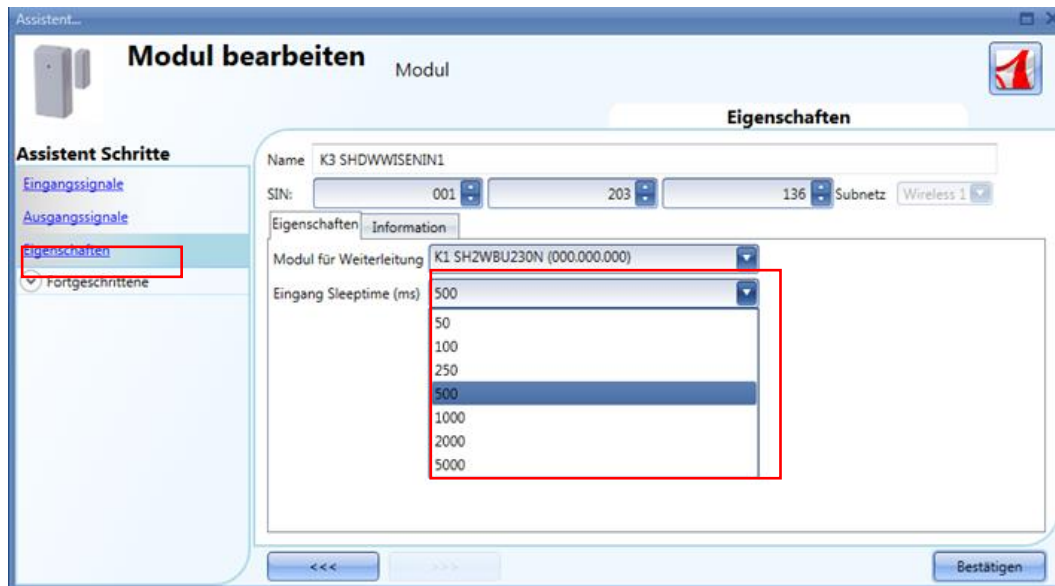 Assistent...
Modul bearbeiten
Modul
Eigenschaften
Assistent Schritte
Eingangssignale
Ausgangssignale
Eigenschaften
Fortgeschrittene
Name K3 SHDWWISENIN1
SIN: 001 203 136 Subnetz Wireless 1
Eigenschaften Information
Modul für Weiterleitung K1 SH2WBU230N (000.000.000)
Eingang Sleeptime (ms) 500
50
100
250
500
1000
2000
5000
<<< >>> Bestätigen